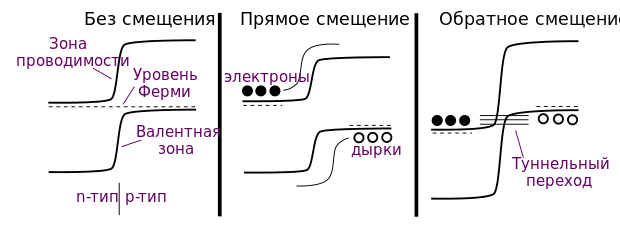 Без смещения
Прямое смещение
Обратное смещени
Зона
проводимости
Уровень
Ферми
Валентная
зона
n-тип
p-тип
электроны
дырки
Туннельный
переход